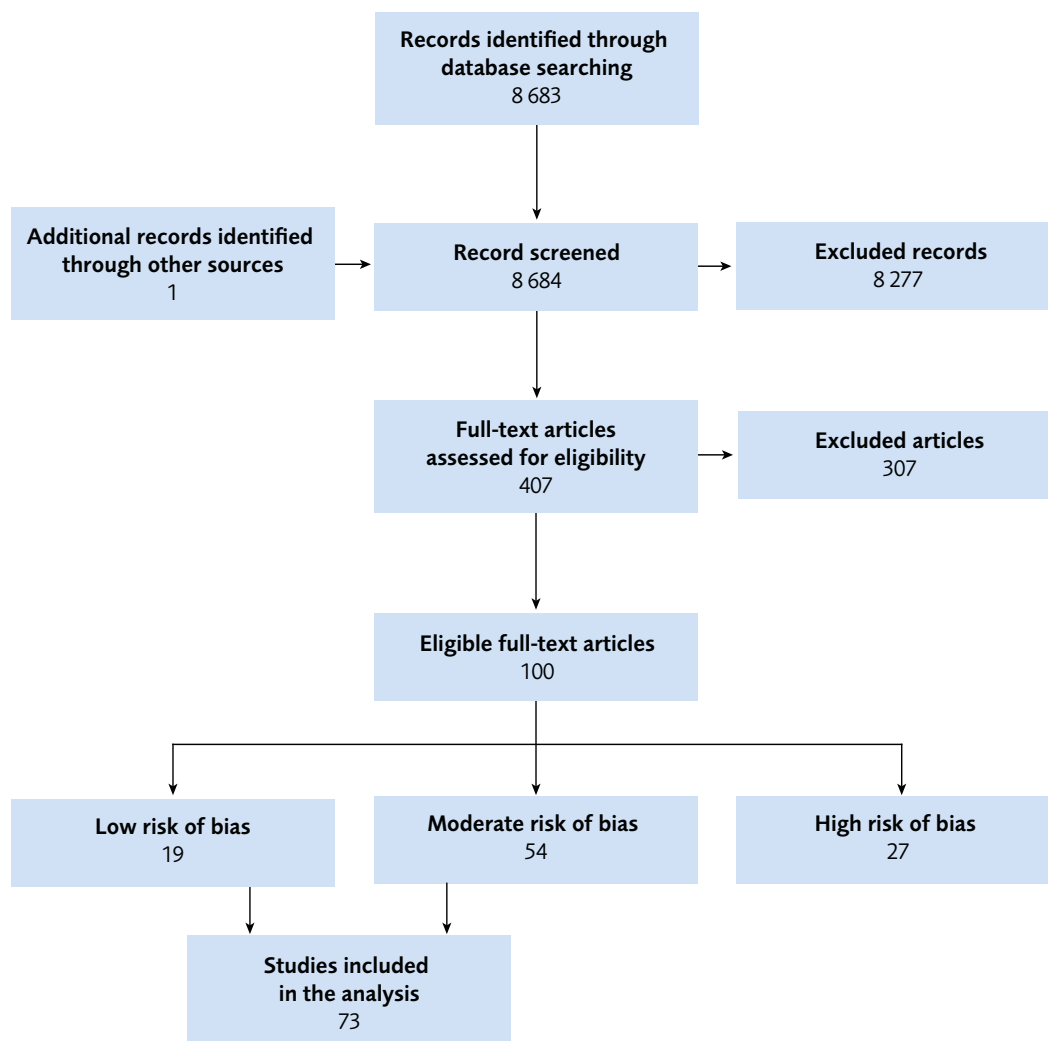 Records identified through
database searching
8 683
Additional records identified
through other sources
1
Record screened
8 684
Excluded records
8 277
Full-text articles
assessed for eligibility
407
Excluded articles
307
Eligible full-text articles
100
Low risk of bias
19
Moderate risk of bias
54
High risk of bias
27
Studies included
in the analysis
73